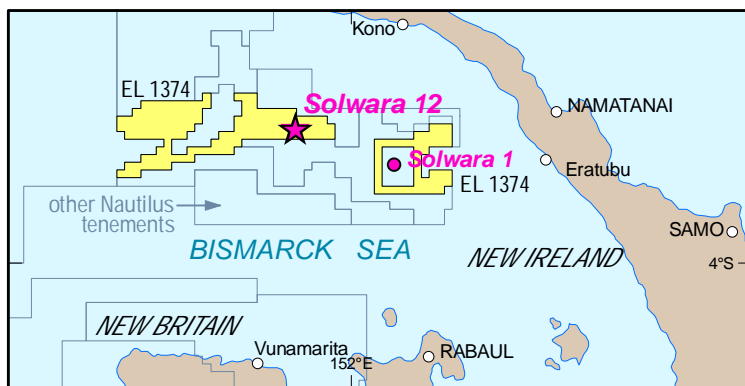 Kono
EL 1374
Solwara 12
NAMATANAI
Solwara 1
Eratubu
EL 1374
other Nautilus
tenements
SAMO
BISMARCK SEA
NEW IRELAND
4°S
NEW BRITAIN
Vunamarita
152°E
RABAUL